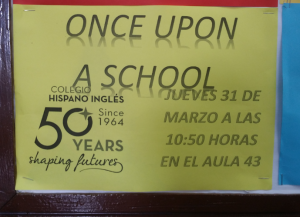 ONCE UPON
A SCHOOL
COLEGIO
HISPANO INGLÉS
50 Since
1964
YEARS
shaping futures
JUEVES 31 DE
MARZO A LAS
10:50 HORAS
EN EL AULA 43